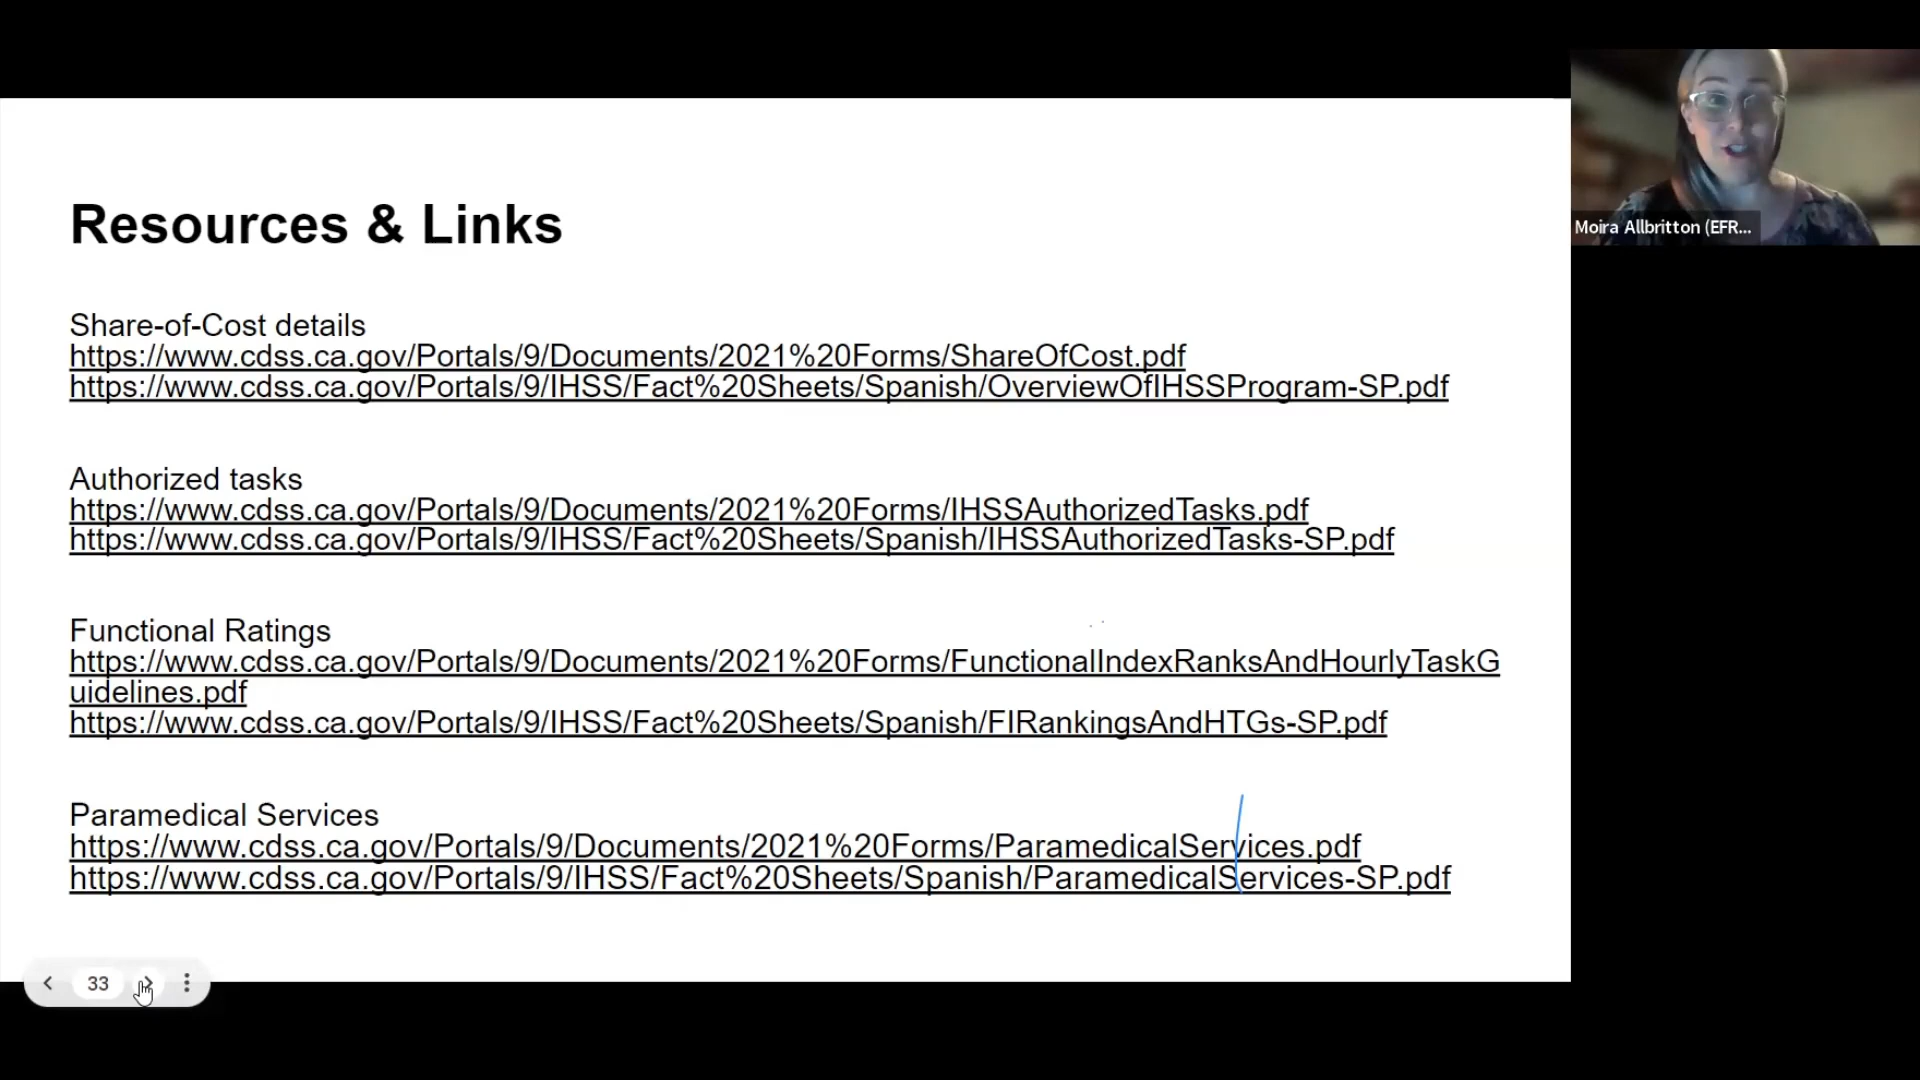 Resources & Links
Share-of-Cost details
https://www.cdss.ca.gov/Portals/9/Documents/2021%20Forms/ShareOfCost.pdf
https://www.cdss.ca.gov/Portals/9/IHSS/Fact%20Sheets/Spanish/OverviewOfIHSSProgram-SP.pdf
Authorized tasks
https://www.cdss.ca.gov/Portals/9/Documents/2021%20Forms/IHSSAuthorizedTasks.pdf
https://www.cdss.ca.gov/Portals/9/IHSS/Fact%20Sheets/Spanish/IHSSAuthorizedTasks-SP.pdf
Functional Ratings
https://www.cdss.ca.gov/Portals/9/Documents/2021%20Forms/FunctionalIndexRanksAndHourlyTaskG
uidelines.pdf
https://www.cdss.ca.gov/Portals/9/IHSS/Fact%20Sheets/Spanish/FIRankingsAndHTGs-SP.pdf
Paramedical Services
https://www.cdss.ca.gov/Portals/9/Documents/2021%20Forms/ParamedicalServices.pdf
https://www.cdss.ca.gov/Portals/9/IHSS/Fact%20Sheets/Spanish/ParamedicalServices-SP.pdf
33
Moira Allbritton (EFR...